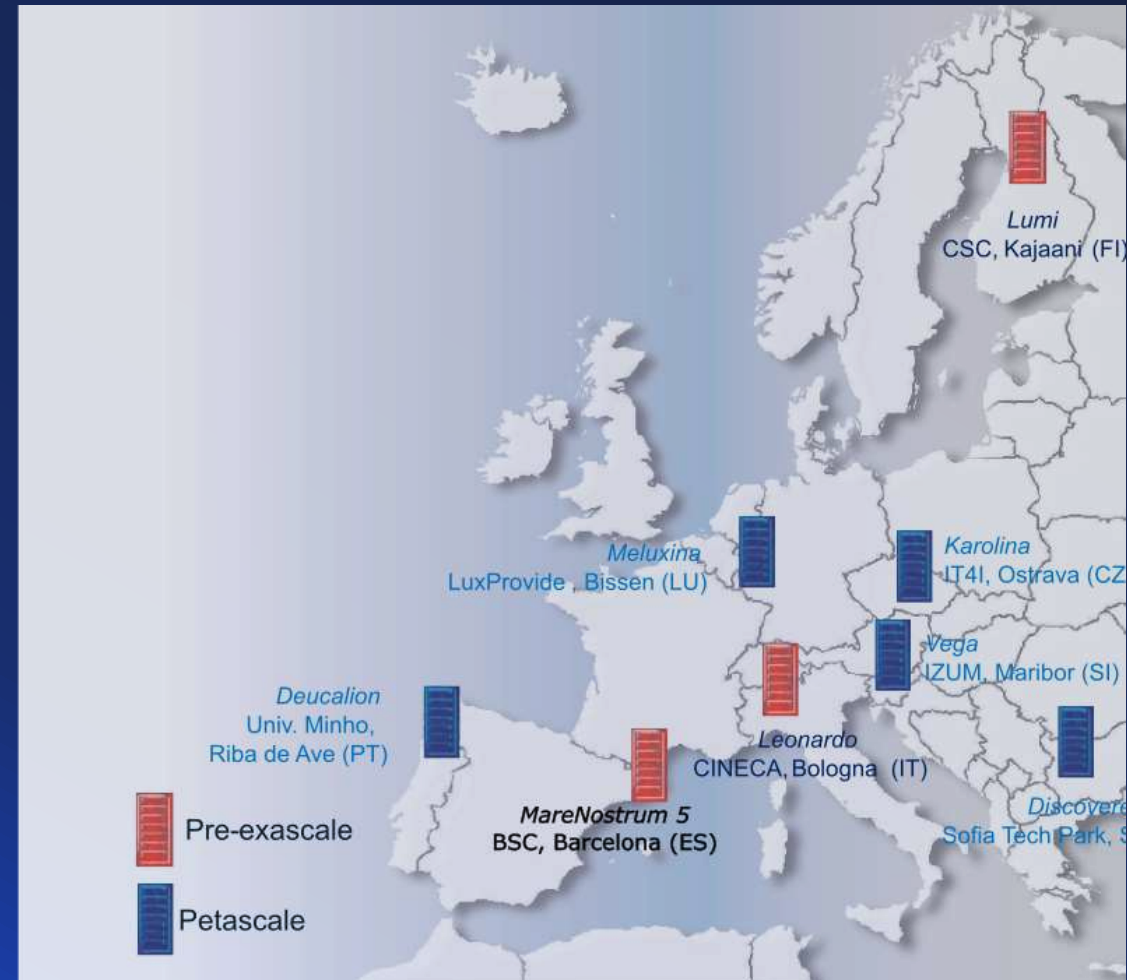 Lumi
CSC, Kajaani (FI)
Meluxina
LuxProvide , Bissen (LU)
Karolina
IT4I, Ostrava (CZ
Vega
IZUM, Maribor (SI)
Deucalion
Univ. Minho,
Riba de Ave (PT)
Leonardo
CINECA, Bologna (IT)
MareNostrum 5
BSC, Barcelona (ES)
Discovere
Sofia Tech Park, S
Pre-exascale
Petascale